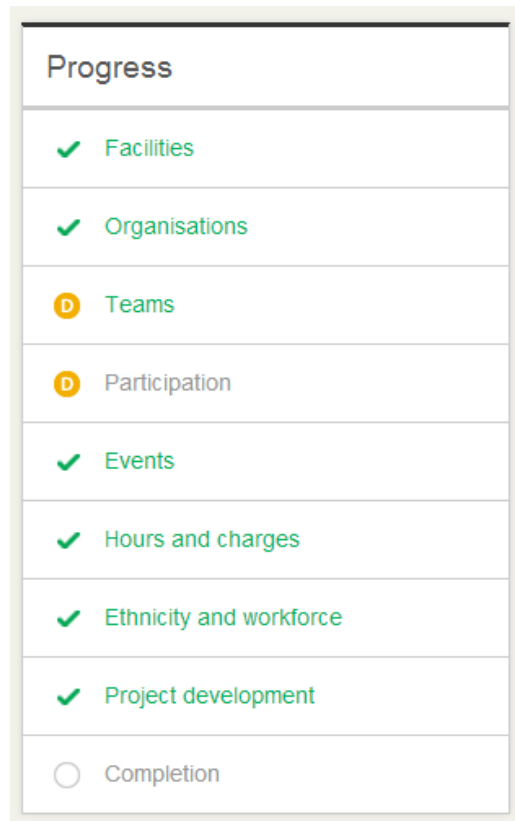 Progress
Facilities
Organisations
D Teams
D Participation
Events
Hours and charges
Ethnicity and workforce
Project development
Completion